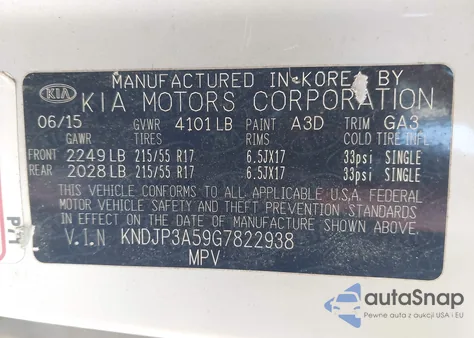 MANUFACTURED IN KOREA BY
KIA KIA MOTORS CORPORATION
06/15 GVWR 4101 LB PAINT A3D TRIM GA3
GAWR TIRES RIMS COLD TIRE INFL
FRONT 2249 LB 215/55 R17 6.5JX17 33psi SINGLE
REAR 2028 LB 215/55 R17 6.5JX17 33psi SINGLE
THIS VEHICLE CONFORMS TO ALL APPLICABLE U.S.A. FEDERAL
MOTOR VEHICLE SAFETY, BUMPER, AND THEFT PREVENTION STANDARDS
IN EFFECT ON THE DATE OF MANUFACTURE SHOWN ABOVE.
V.I.N KNDJP3A59G7822938
MPV
autoSnap
Pewne auta z aukcji USA i EU